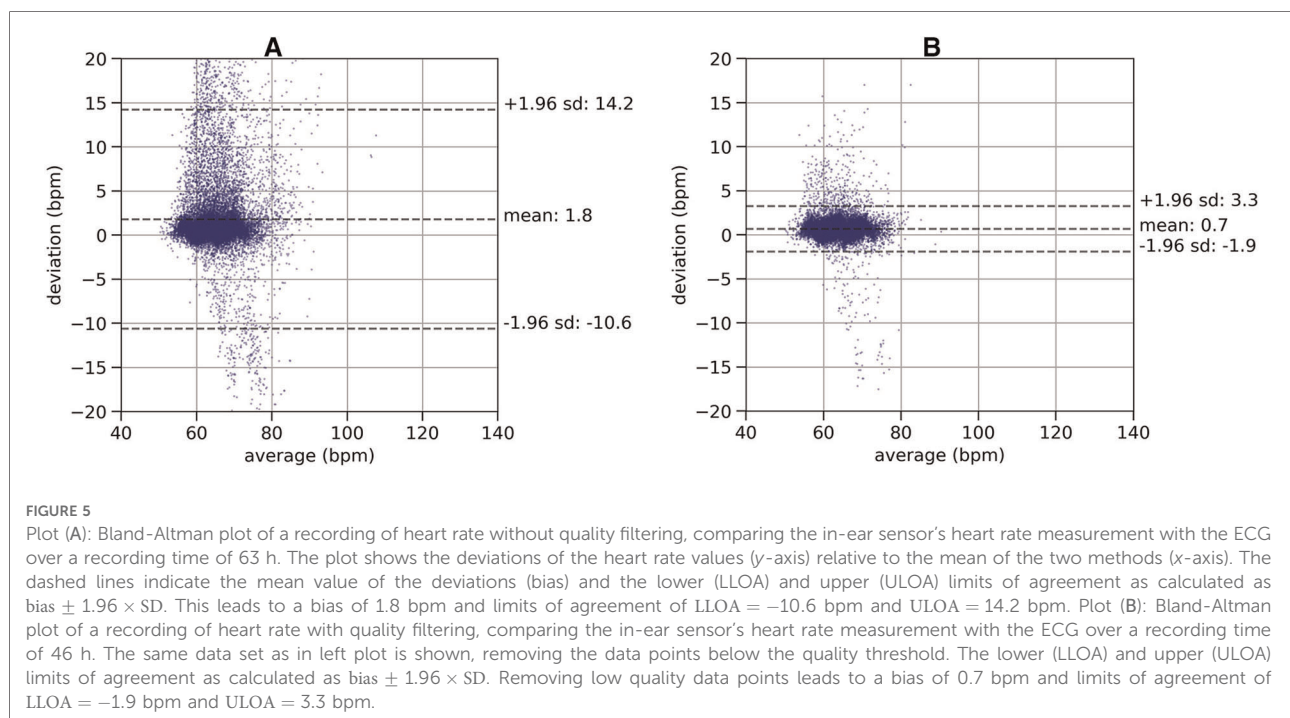 A
B
20
15
10
5
0
−5
−10
−15
−20
deviation (bpm)
+1.96 sd: 14.2
mean: 1.8
-1.96 sd: -10.6
40 60 80 100 120 140
average (bpm)
20
15
10
5
0
−5
−10
−15
−20
deviation (bpm)
+1.96 sd: 3.3
mean: 0.7
-1.96 sd: -1.9
40 60 80 100 120 140
average (bpm)
FIGURE 5
Plot (A): Bland-Altman plot of a recording of heart rate without quality filtering, comparing the in-ear sensor's heart rate measurement with the ECG
over a recording time of 63 h. The plot shows the deviations of the heart rate values (y-axis) relative to the mean of the two methods (x-axis). The
dashed lines indicate the mean value of the deviations (bias) and the lower (LLOA) and upper (ULOA) limits of agreement as calculated as
bias ± 1.96 × SD. This leads to a bias of 1.8 bpm and limits of agreement of LLOA = −10.6 bpm and ULOA = 14.2 bpm. Plot (B): Bland-Altman
plot of a recording of heart rate with quality filtering, comparing the in-ear sensor's heart rate measurement with the ECG over a recording time
of 46 h. The same data set as in left plot is shown, removing the data points below the quality threshold. The lower (LLOA) and upper (ULOA)
limits of agreement as calculated as bias ± 1.96 × SD. Removing low quality data points leads to a bias of 0.7 bpm and limits of agreement of
LLOA = −1.9 bpm and ULOA = 3.3 bpm.